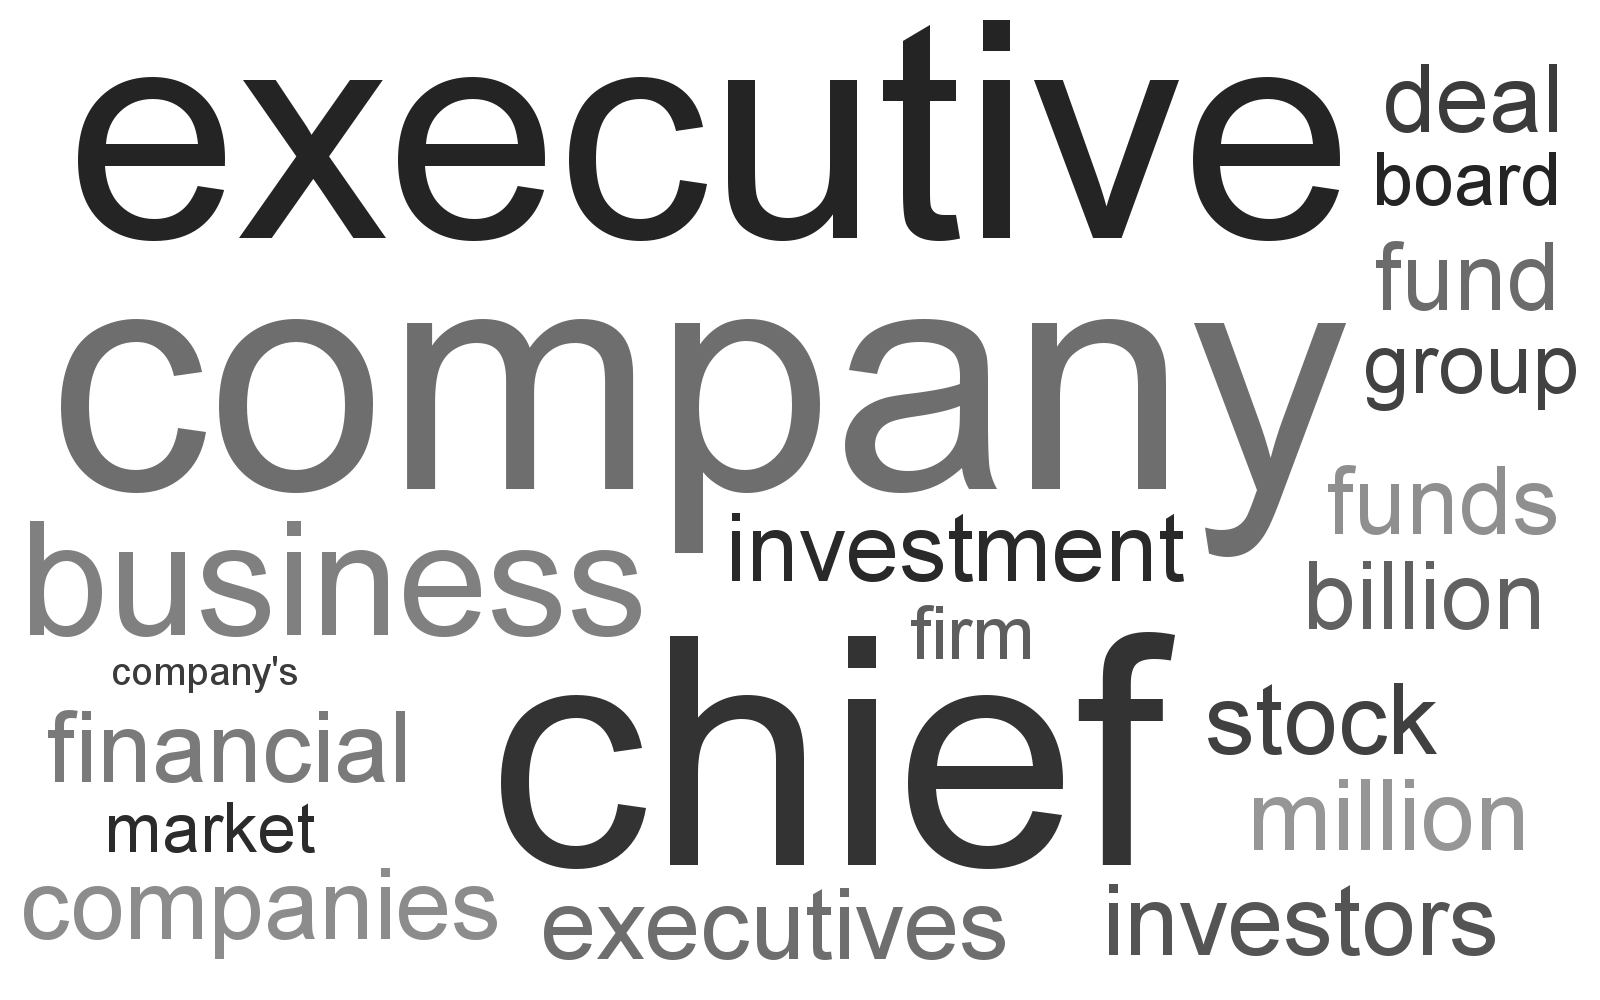 executive
deal
board
fund
company
group
funds
business
investment
billion
firm
company's
chief
stock
financial
million
market
companies
executives
investors